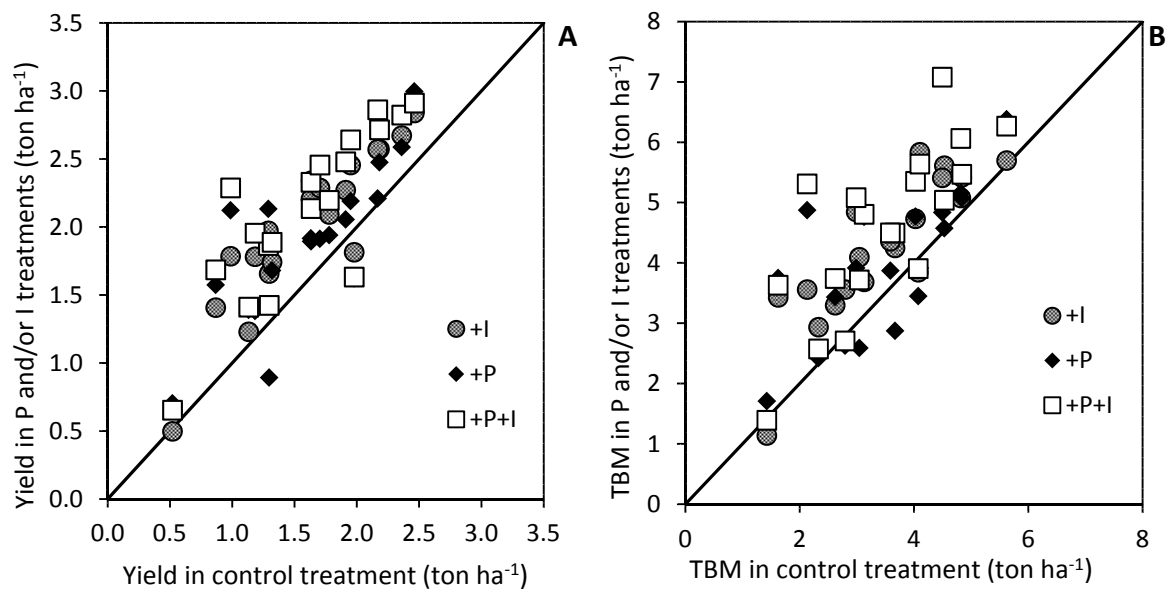 A
Yield in P and/or I treatments (ton ha⁻¹)
3.5
3.0
2.5
2.0
1.5
1.0
0.5
0.0
+I
+P
+P+I
0.0 0.5 1.0 1.5 2.0 2.5 3.0 3.5
Yield in control treatment (ton ha⁻¹)
B
TBM in P and/or I treatments (ton ha⁻¹)
8
7
6
5
4
3
2
1
0
+I
+P
+P+I
0 2 4 6 8
TBM in control treatment (ton ha⁻¹)